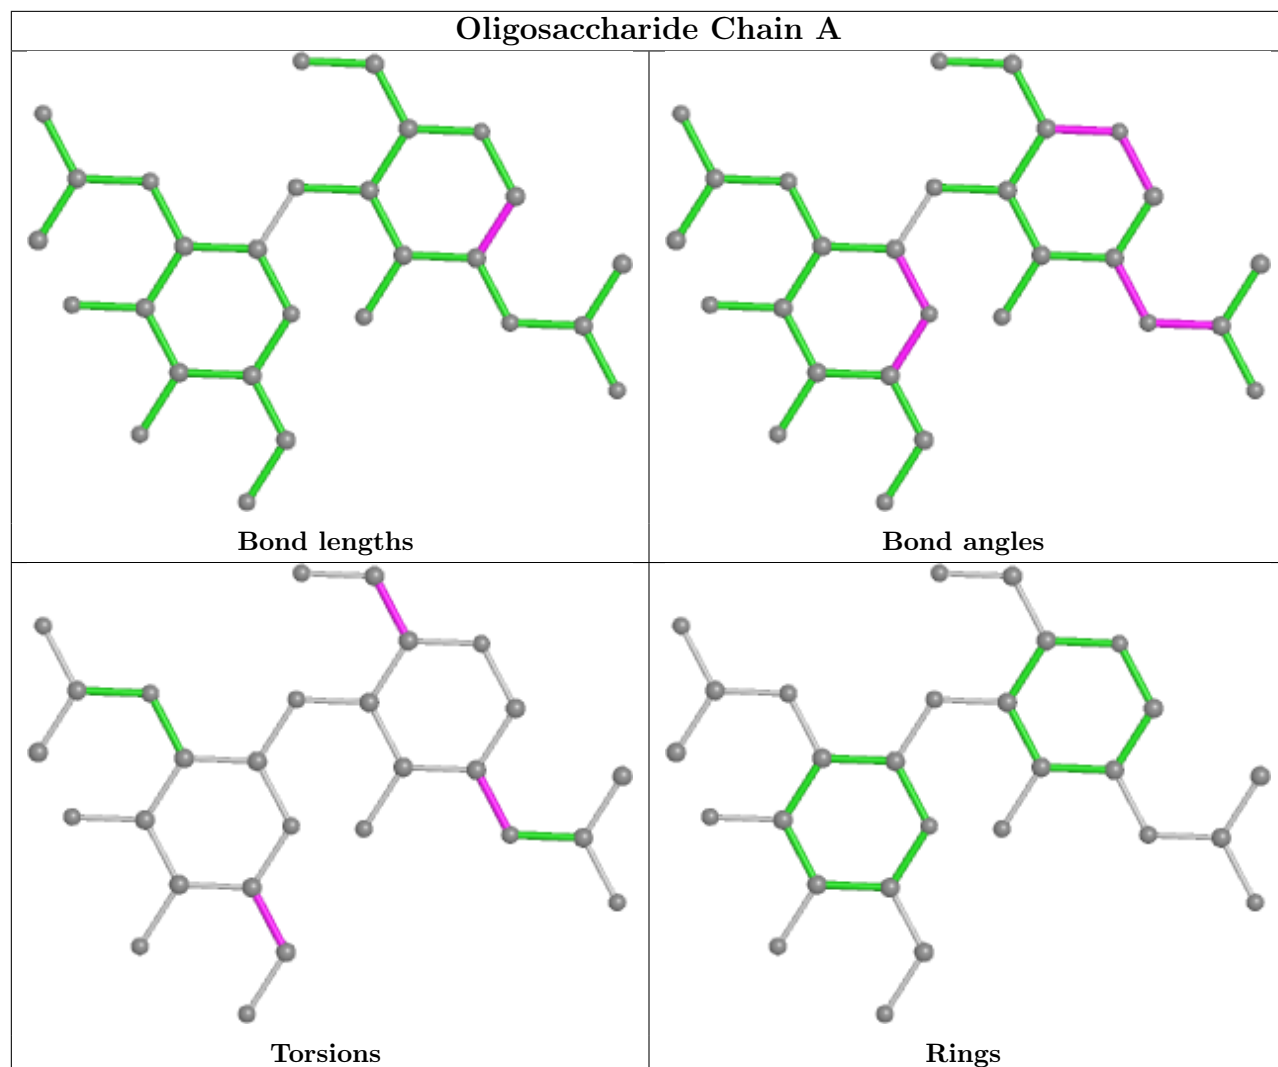 Oligosaccharide Chain A
Bond lengths
Bond angles
Torsions
Rings